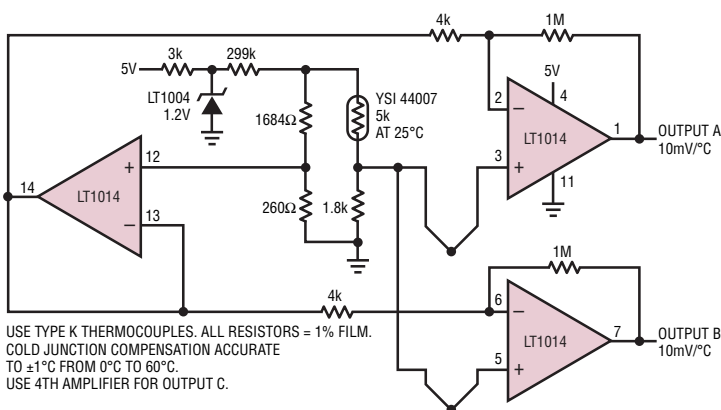 4k
1M
3k
299k
5V
5V
LT1004
1.2V
1684Ω
YSI 44007
5k
AT 25°C
2
–
4
LT1014
1
OUTPUT A
10mV/°C
3
+
11
12
+
14
LT1014
13
–
260Ω
1.8k
1M
4k
6
–
LT1014
7
OUTPUT B
10mV/°C
5
+
USE TYPE K THERMOCOUPLES. ALL RESISTORS = 1% FILM.
COLD JUNCTION COMPENSATION ACCURATE
TO ±1°C FROM 0°C TO 60°C.
USE 4TH AMPLIFIER FOR OUTPUT C.